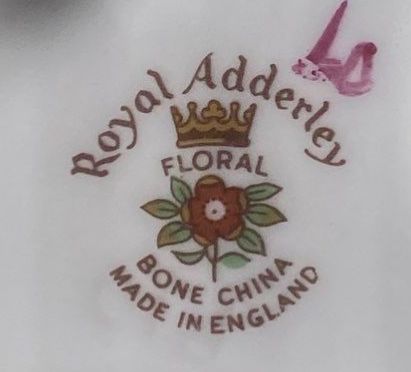 Royal Adderley
FLORAL
BONE CHINA
MADE IN ENGLAND